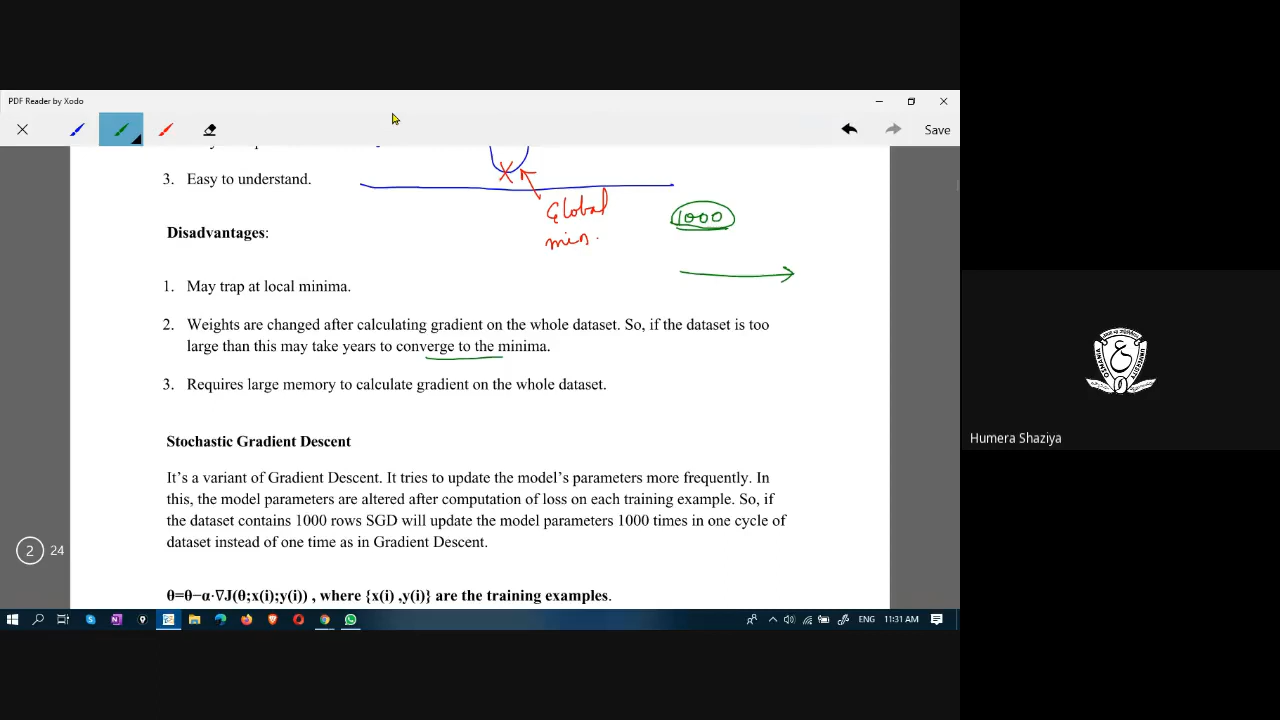 PDF Reader by Xodo
Save
3. Easy to understand.
Global
min.
1000
Disadvantages:
1. May trap at local minima.
2. Weights are changed after calculating gradient on the whole dataset. So, if the dataset is too
large than this may take years to converge to the minima.
3. Requires large memory to calculate gradient on the whole dataset.
Stochastic Gradient Descent
It's a variant of Gradient Descent. It tries to update the model's parameters more frequently. In
this, the model parameters are altered after computation of loss on each training example. So, if
the dataset contains 1000 rows SGD will update the model parameters 1000 times in one cycle of
dataset instead of one time as in Gradient Descent.
θ=θ−α⋅∇J(θ;x(i);y(i)) , where {x(i) ,y(i)} are the training examples.
2 24
ENG 11:31 AM
Humera Shaziya